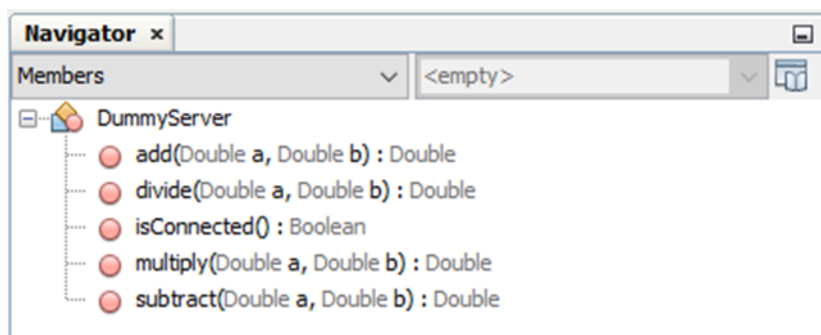 Navigator ×
Members <empty>
DummyServer
add(Double a, Double b) : Double
divide(Double a, Double b) : Double
isConnected() : Boolean
multiply(Double a, Double b) : Double
subtract(Double a, Double b) : Double